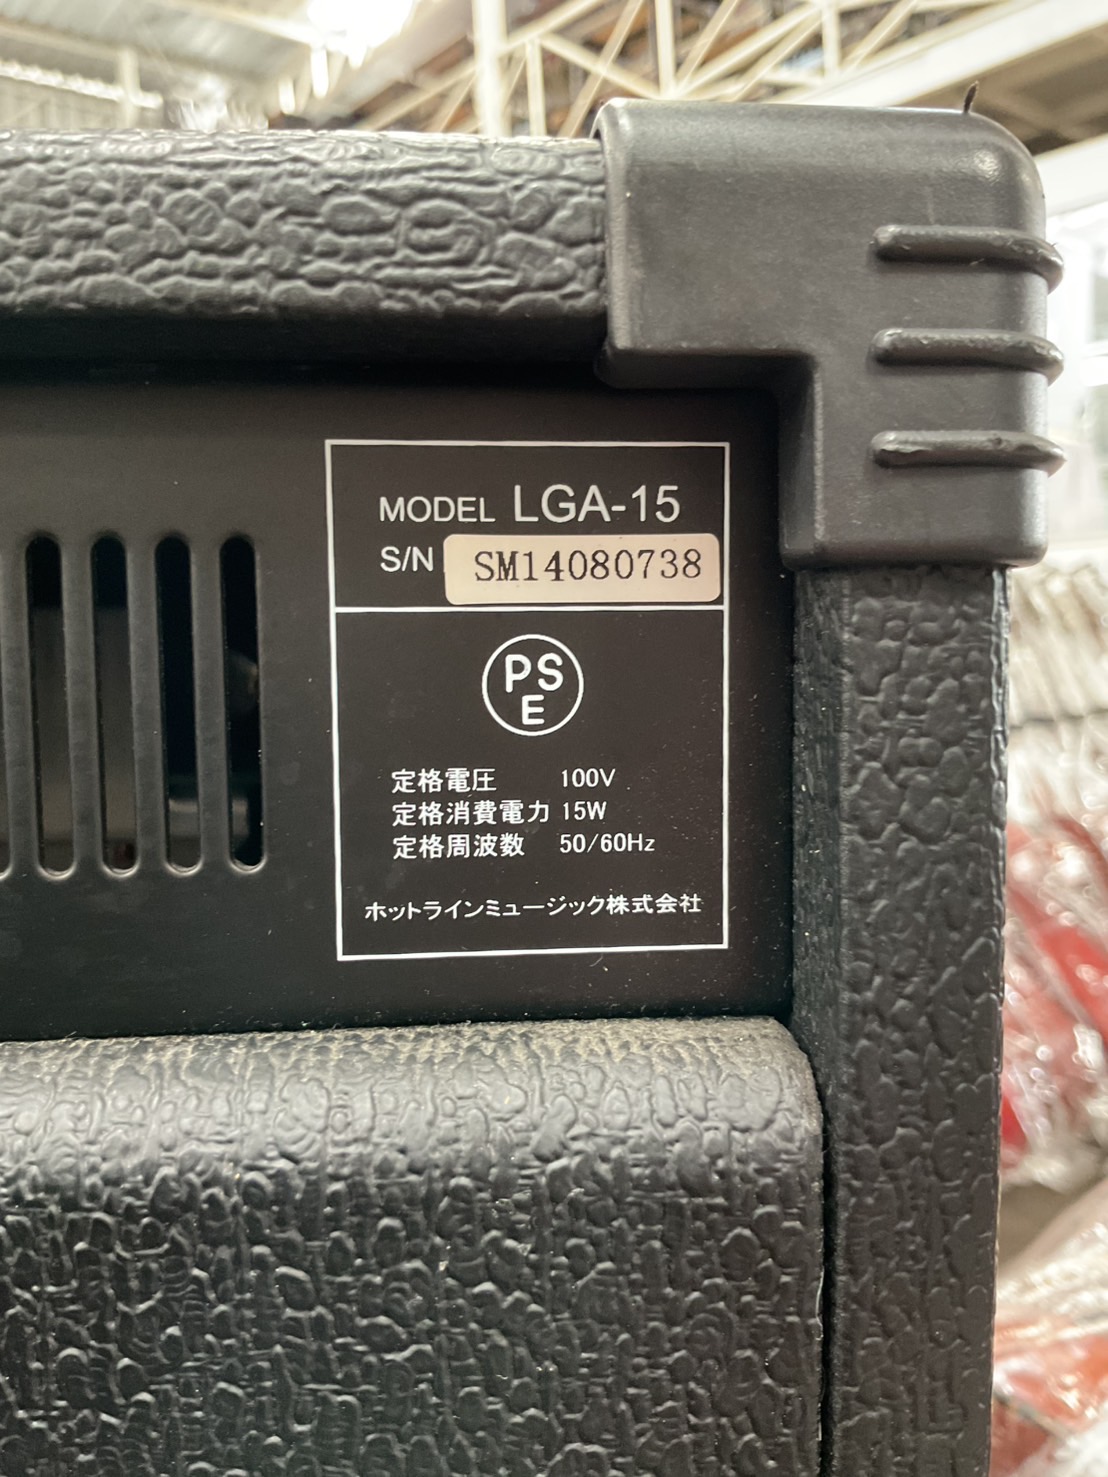 MODEL LGA-15
S/N SM14080738
PS
E
定格電圧 100V
定格消費電力 15W
定格周波数 50/60Hz
ホットラインミュージック株式会社